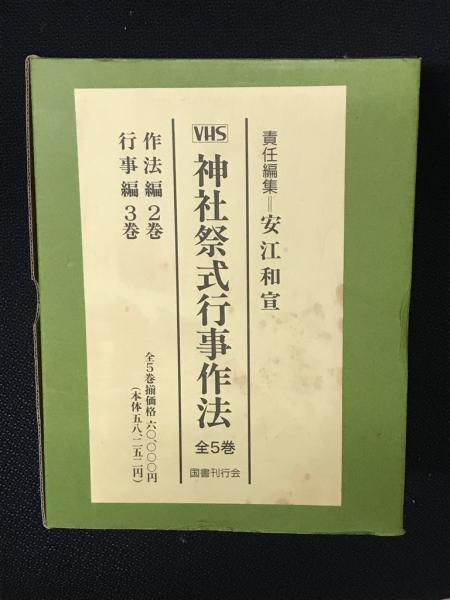 責任編集＝安江和宣
VHS
神社祭式行事作法
全5巻
国書刊行会
作法編2巻
行事編3巻
全5巻揃価格 六〇、〇〇〇円
（本体五八、二五二円）